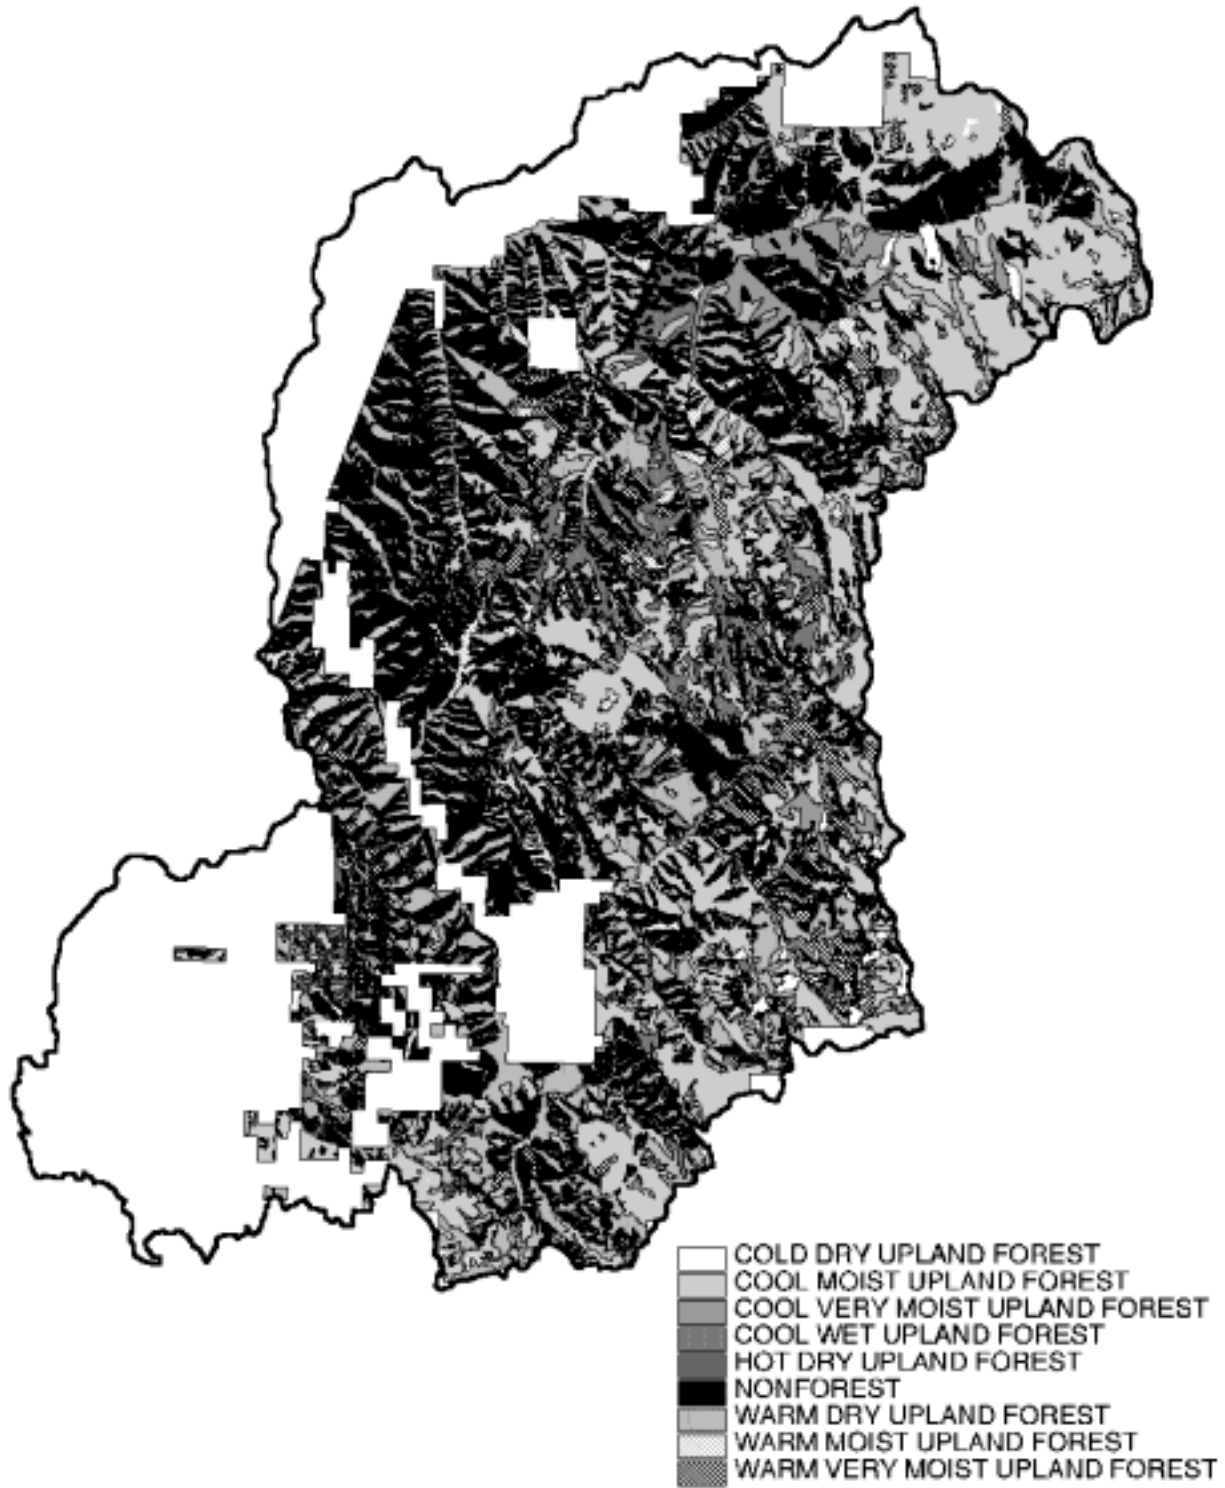 COLD DRY UPLAND FOREST
COOL MOIST UPLAND FOREST
COOL VERY MOIST UPLAND FOREST
COOL WET UPLAND FOREST
HOT DRY UPLAND FOREST
NONFOREST
WARM DRY UPLAND FOREST
WARM MOIST UPLAND FOREST
WARM VERY MOIST UPLAND FOREST